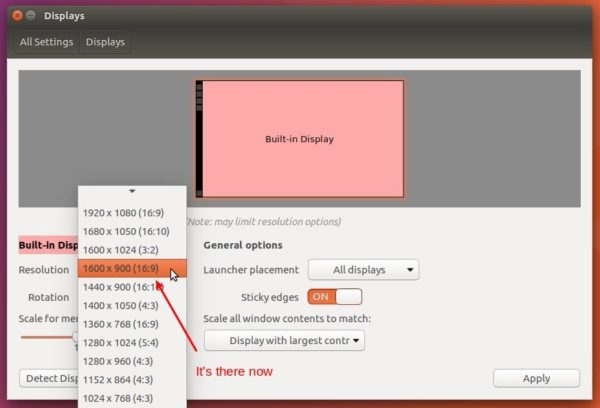 Displays
All Settings
Displays
Built-in Display
(Note: may limit resolution options)
Built-in Disp
Resolution
Rotation
Scale for me
1920 x 1080 (16:9)
1680 x 1050 (16:10)
1600 x 1024 (3:2)
1600 x 900 (16:9)
1440 x 900 (16:1
1400 x 1050 (4:3)
1360 x 768 (16:9)
1280 x 1024 (5:4)
1280 x 960 (4:3)
1152 x 864 (4:3)
1024 x 768 (4:3)
General options
Launcher placement
All displays
Sticky edges
ON
Scale all window contents to match:
Display with largest contr
It's there now
Detect Disp
Apply